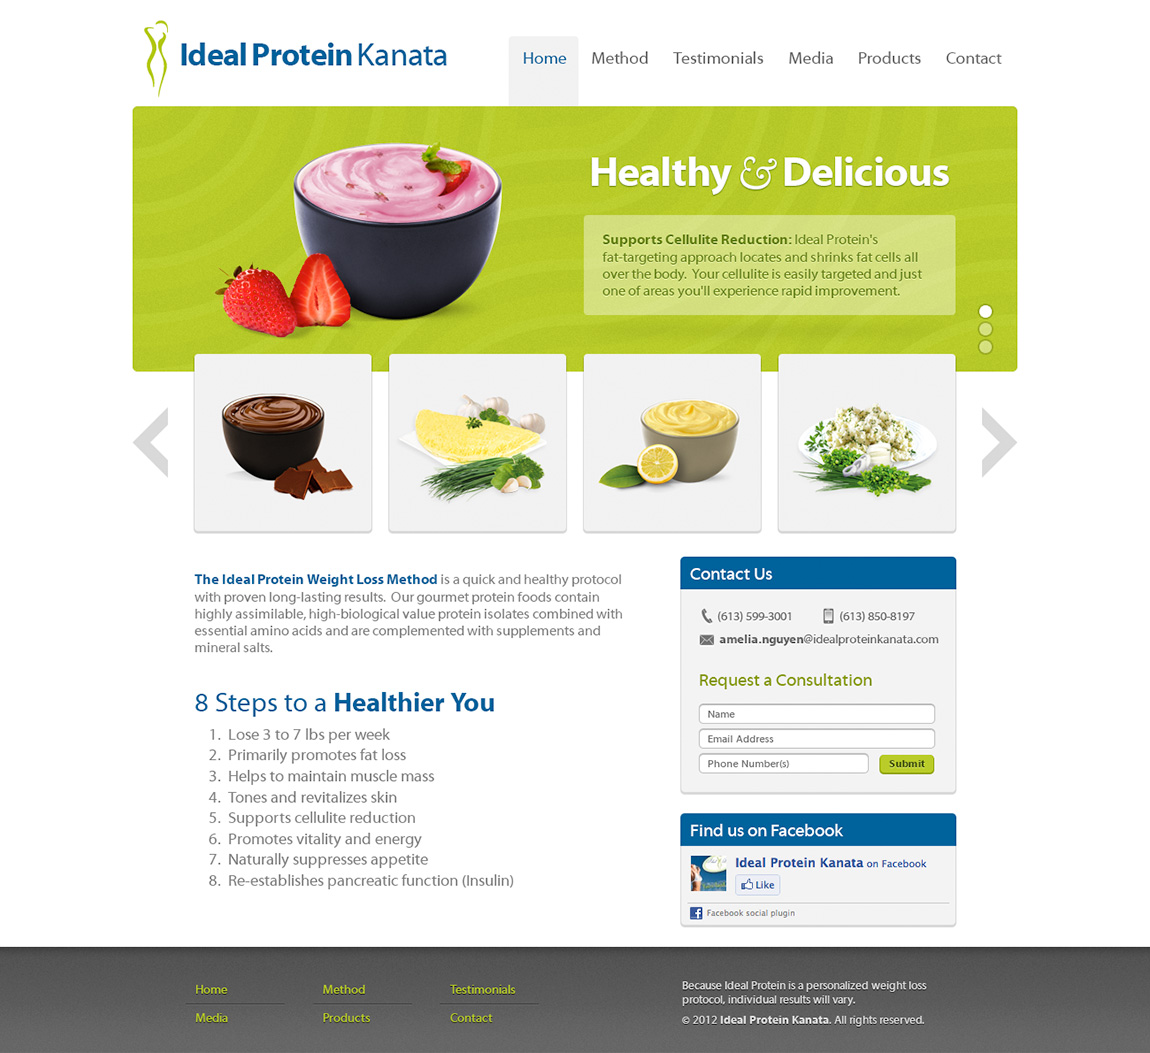 Ideal Protein Kanata
Home Method Testimonials Media Products Contact
Healthy & Delicious
Supports Cellulite Reduction: Ideal Protein's
fat-targeting approach locates and shrinks fat cells all
over the body. Your cellulite is easily targeted and just
one of areas you'll experience rapid improvement.
The Ideal Protein Weight Loss Method is a quick and healthy protocol
with proven long-lasting results. Our gourmet protein foods contain
highly assimilable, high-biological value protein isolates combined with
essential amino acids and are complemented with supplements and
mineral salts.
8 Steps to a Healthier You
1. Lose 3 to 7 lbs per week
2. Primarily promotes fat loss
3. Helps to maintain muscle mass
4. Tones and revitalizes skin
5. Supports cellulite reduction
6. Promotes vitality and energy
7. Naturally suppresses appetite
8. Re-establishes pancreatic function (Insulin)
Contact Us
(613) 599-3001 (613) 850-8197
amelia.nguyen@idealproteinkanata.com
Request a Consultation
Name
Email Address
Phone Number(s) Submit
Find us on Facebook
Ideal Protein Kanata on Facebook
Like
Facebook social plugin
Home Method Testimonials
Media Products Contact
Because Ideal Protein is a personalized weight loss
protocol, individual results will vary.
© 2012 Ideal Protein Kanata. All rights reserved.